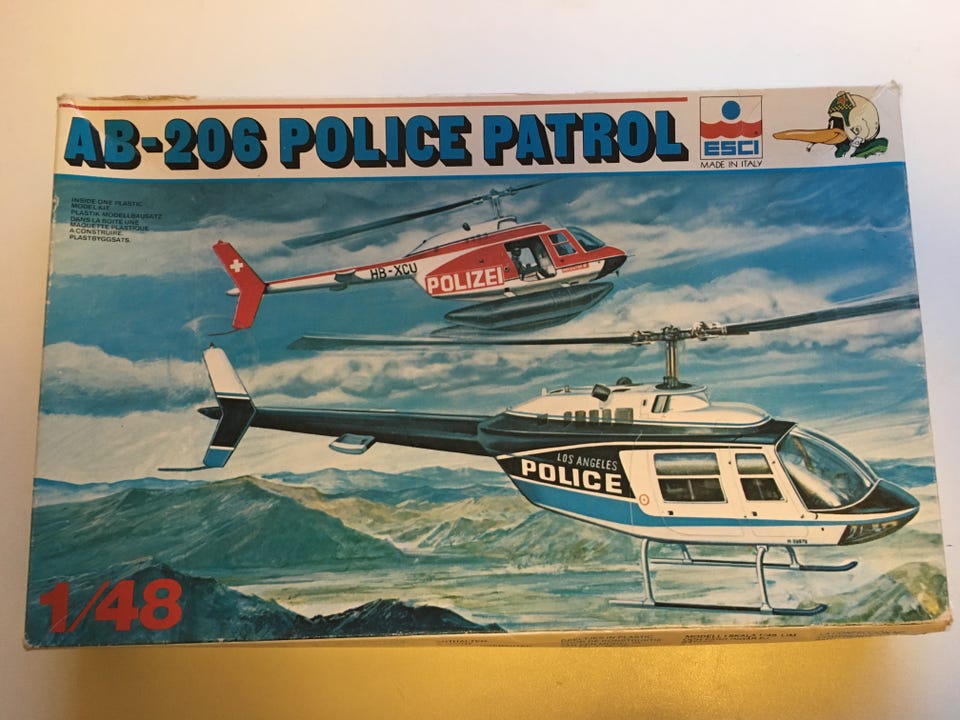 AB-206 POLICE PATROL
ESCI
MADE IN ITALY
INSIDE ONE PLASTIC
MODEL KIT.
PLASTIK MODELLBAUSATZ
DANS LA BOITE UNE
MAQUETTE PLASTIQUE
A CONSTRUIRE.
PLASTBYGGSATS.
HB-XCU
POLIZEI
LOS ANGELES
POLICE
1/48